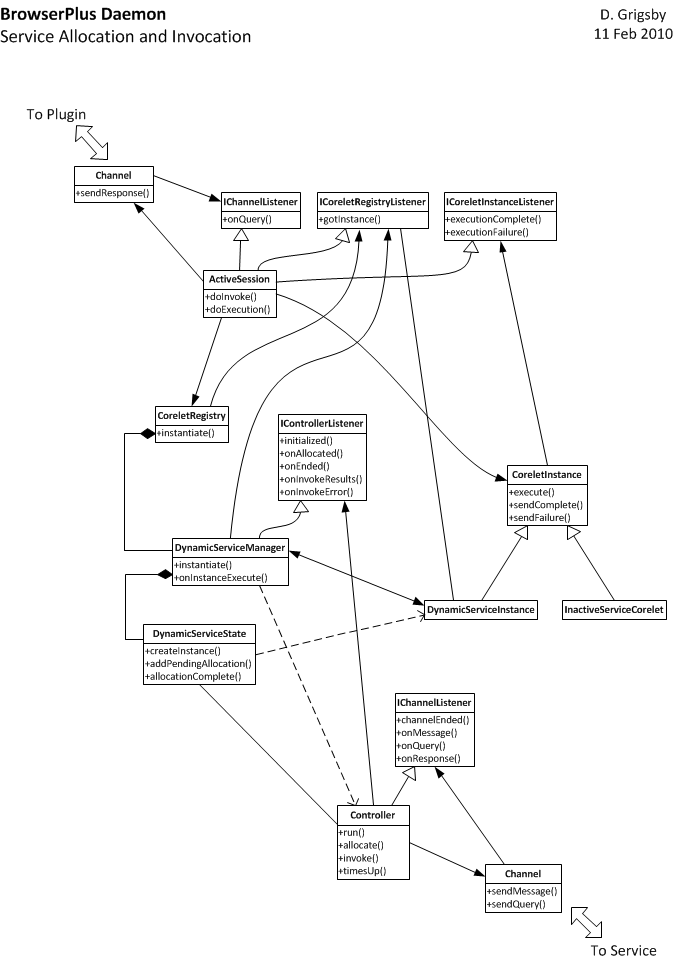 BrowserPlus Daemon
Service Allocation and Invocation
D. Grigsby
11 Feb 2010
To Plugin
Channel
+sendResponse()
IChannelListener
+onQuery()
ICoreletRegistryListener
+gotInstance()
ICoreletInstanceListener
+executionComplete()
+executionFailure()
ActiveSession
+doInvoke()
+doExecution()
CoreletRegistry
+instantiate()
IControllerListener
+initialized()
+onAllocated()
+onEnded()
+onInvokeResults()
+onInvokeError()
CoreletInstance
+execute()
+sendComplete()
+sendFailure()
DynamicServiceManager
+instantiate()
+onInstanceExecute()
DynamicServiceInstance
InactiveServiceCorelet
DynamicServiceState
+createInstance()
+addPendingAllocation()
+allocationComplete()
IChannelListener
+channelEnded()
+onMessage()
+onQuery()
+onResponse()
Controller
+run()
+allocate()
+invoke()
+timesUp()
Channel
+sendMessage()
+sendQuery()
To Service